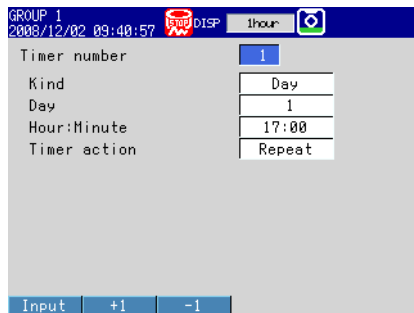 GROUP 1
2008/12/02 09:40:57 STOP DISP 1hour
Timer number 1
Kind Day
Day 1
Hour:Minute 17:00
Timer action Repeat
Input +1 -1